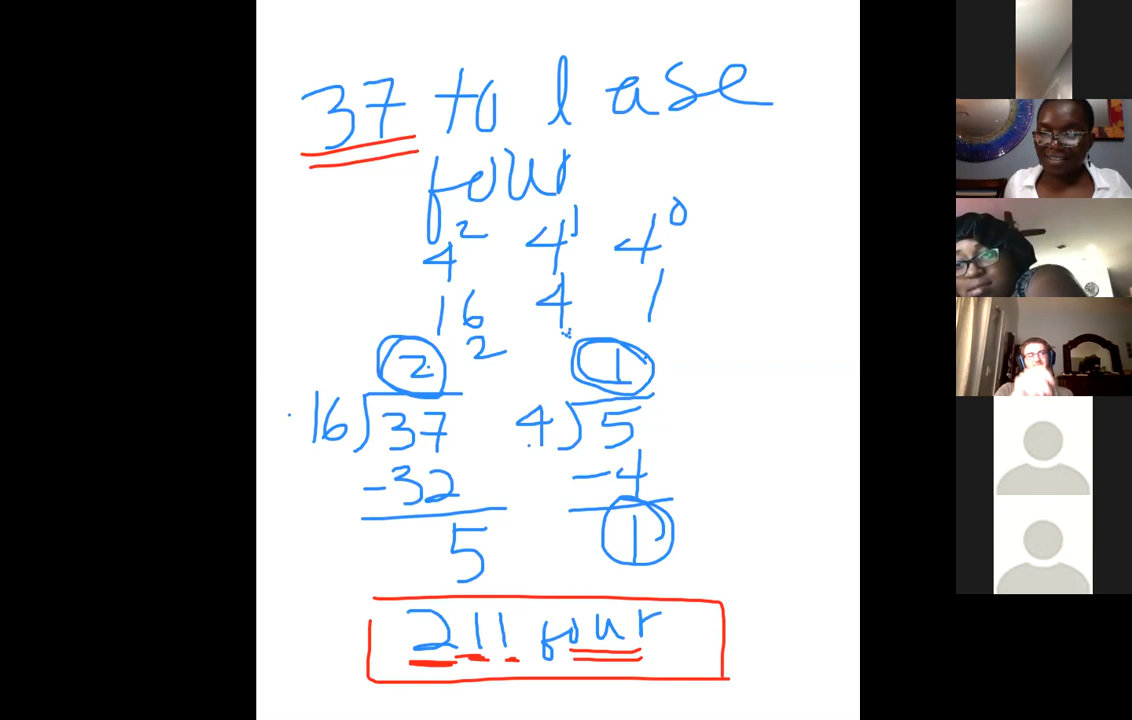 37 to base
four
4² 4¹ 4⁰
16 4 1
2 2 1
16)37 4)5
-32 -4
5 1
211 four